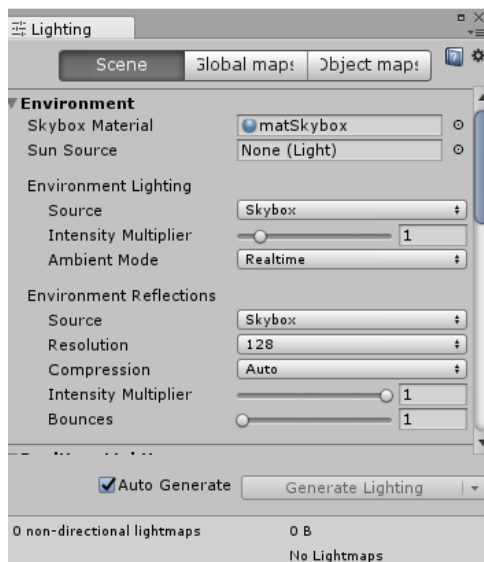 Lighting
Scene Global maps Object maps
Environment
Skybox Material matSkybox
Sun Source None (Light)
Environment Lighting
Source Skybox
Intensity Multiplier 1
Ambient Mode Realtime
Environment Reflections
Source Skybox
Resolution 128
Compression Auto
Intensity Multiplier 1
Bounces 1
Auto Generate Generate Lighting
0 non-directional lightmaps 0 B
No Lightmaps